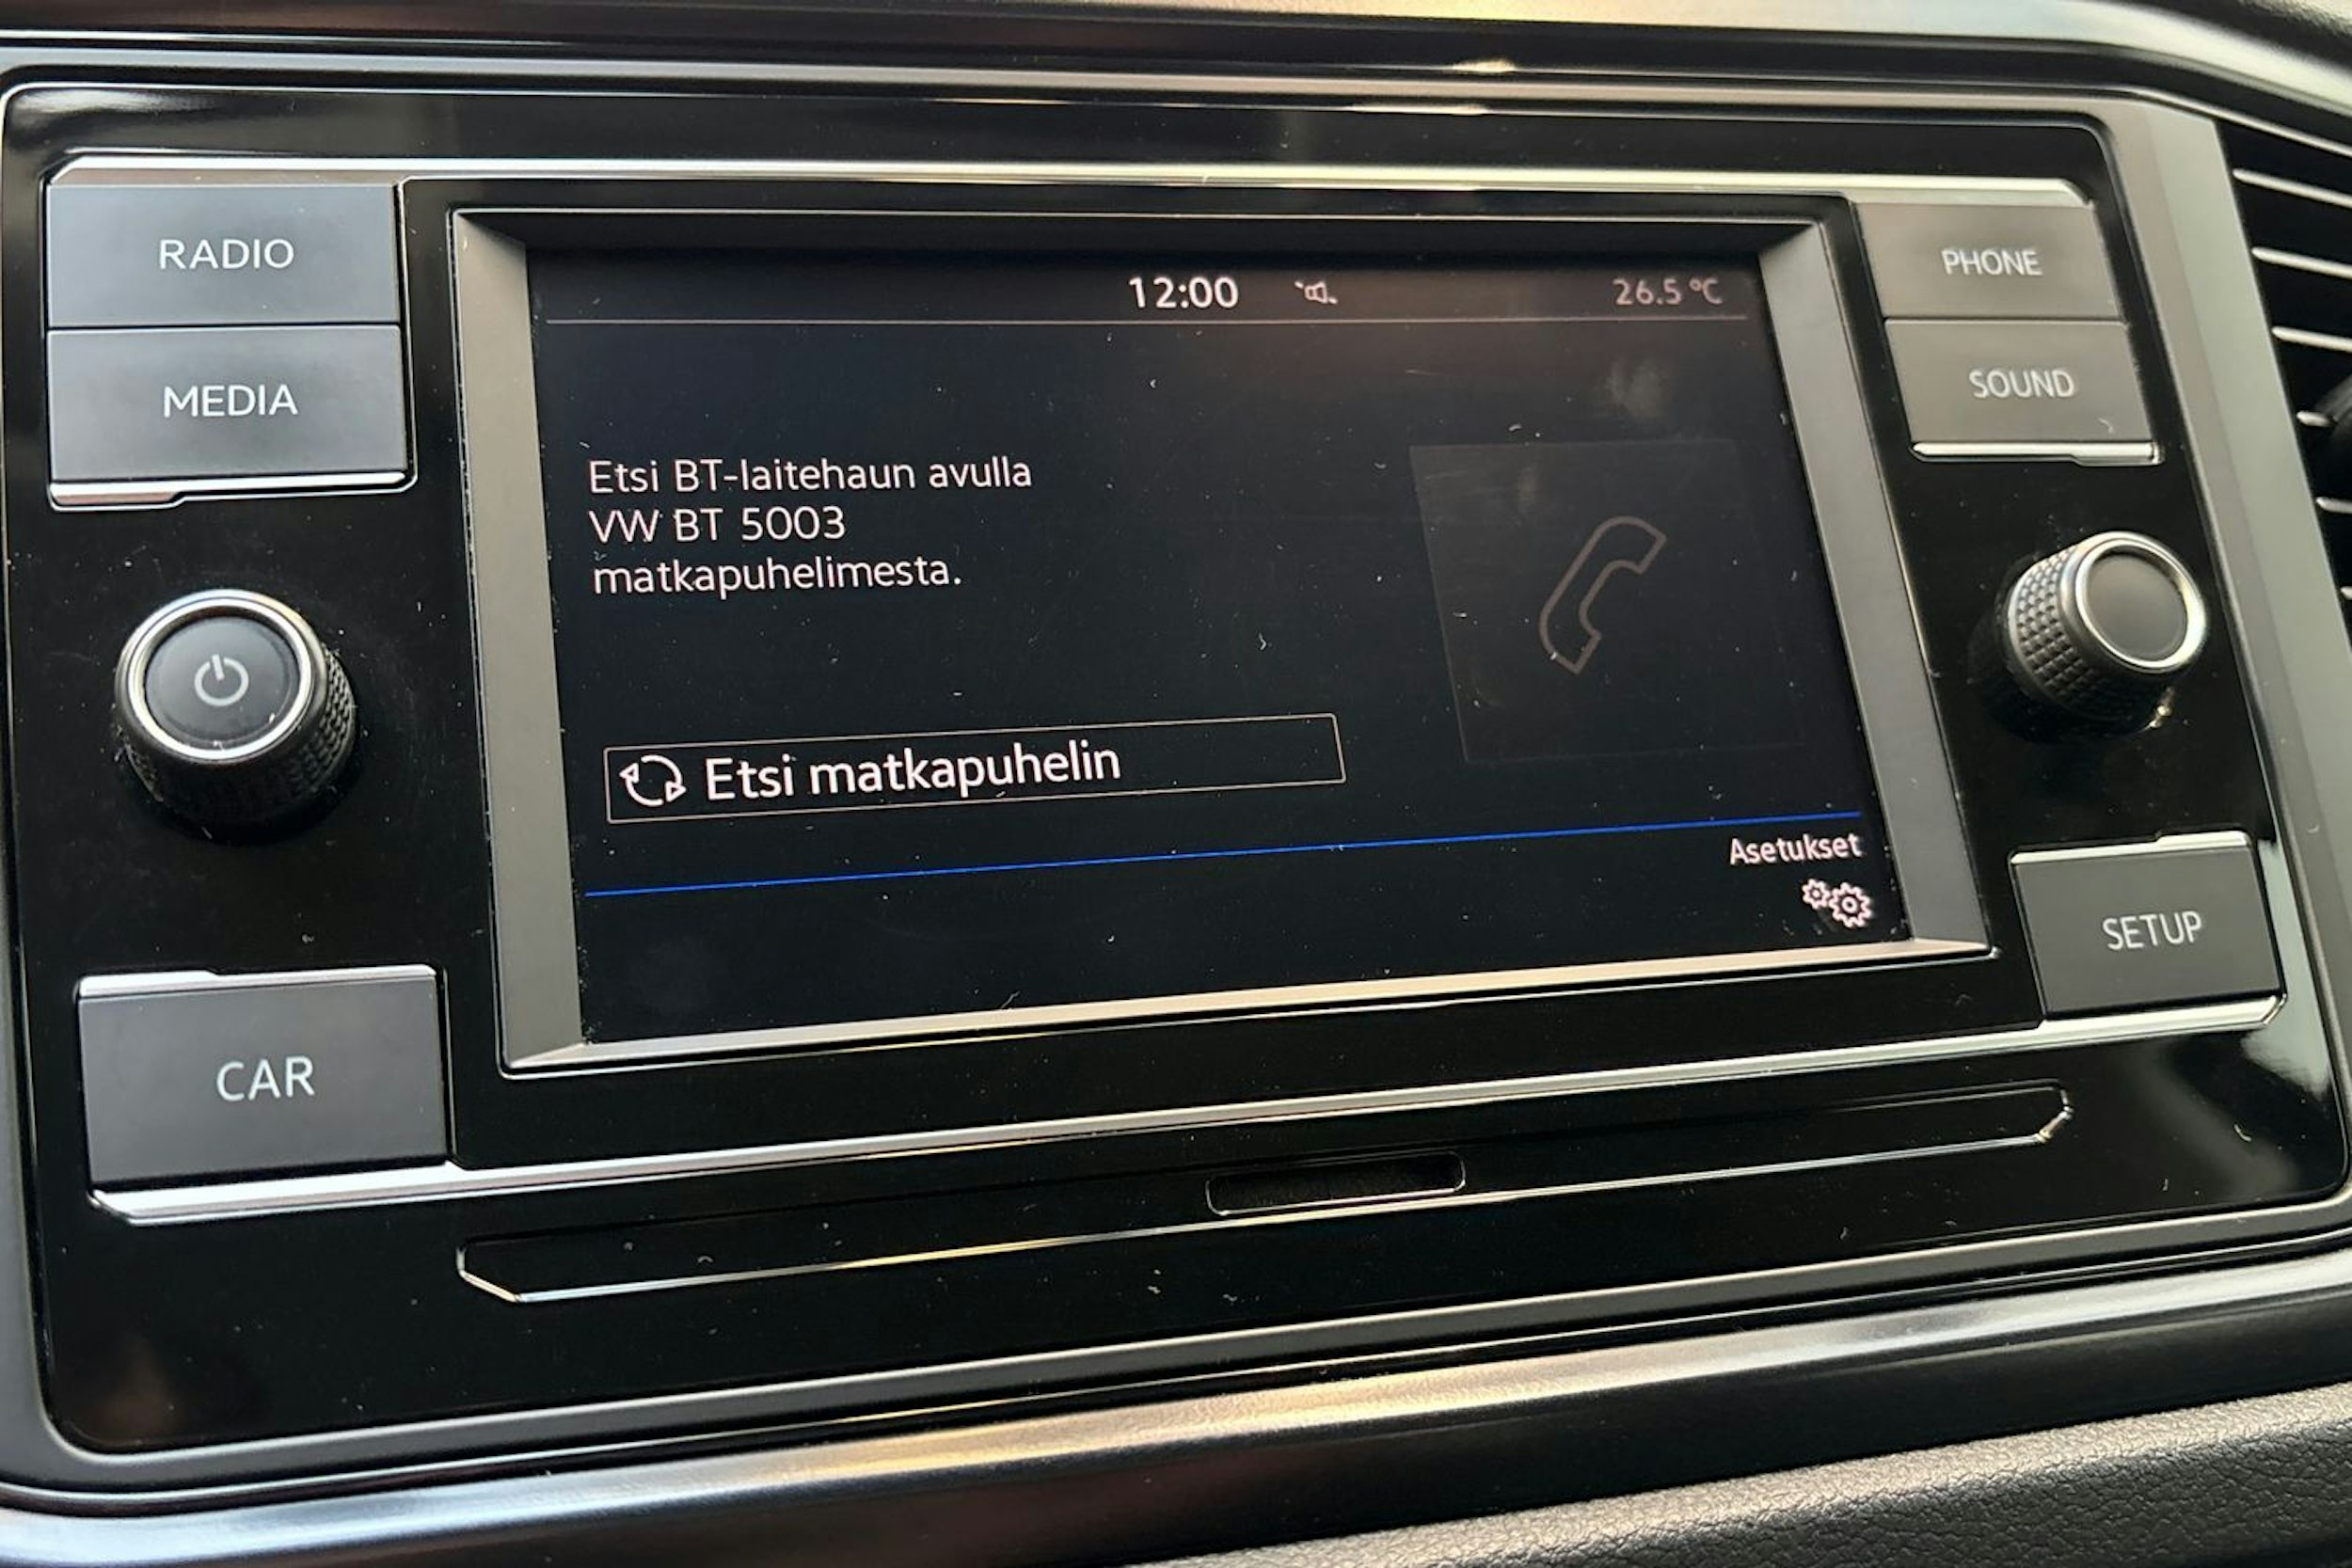 RADIO
MEDIA
CAR
12:00
26.5 °C
Etsi BT-laitehaun avulla
VW BT 5003
matkapuhelimesta.
Etsi matkapuhelin
Asetukset
PHONE
SOUND
SETUP